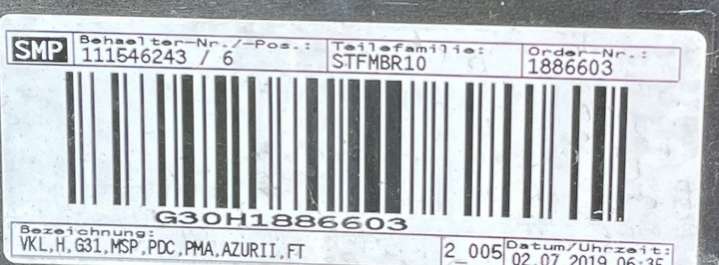 SMP Behaelter-Nr./-Pos.: Teilefamilie: Order-Nr.:
111546243 / 6 STFMBR10 1886603
G30H1886603
Bezeichnung: 2_005 Datum/Uhrzeit:
VKL,H,G31,MSP,PDC,PMA,AZURII,FT 02.07.2019 06:35